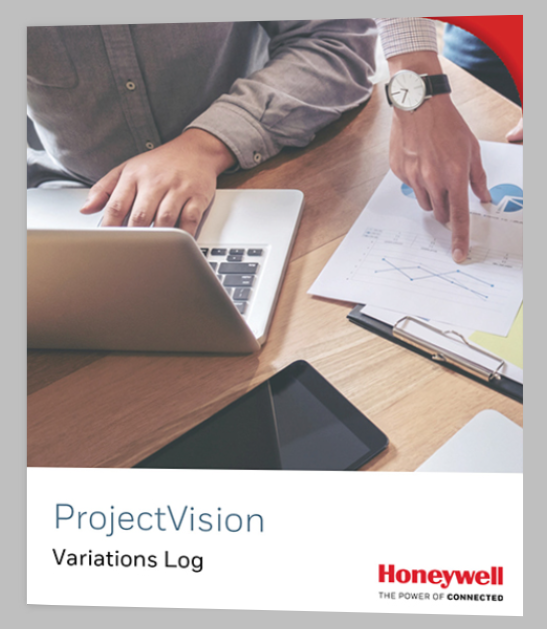 ProjectVision
Variations Log
Honeywell
THE POWER OF CONNECTED